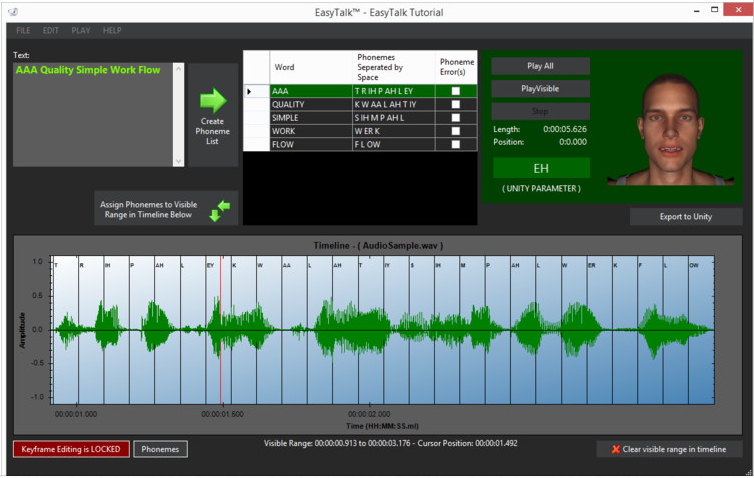 EasyTalk™ - EasyTalk Tutorial
FILE EDIT PLAY HELP
Text:
AAA Quality Simple Work Flow
Create
Phoneme
List
Assign Phonemes to Visible
Range in Timeline Below
Word Phonemes Seperated by Space Phoneme Error(s)
AAA T R IH P AH L EY
QUALITY K W AA L AH T IY
SIMPLE S IH M P AH L
WORK W ER K
FLOW F L OW
Play All
PlayVisible
Stop
Length: 0:00:05.626
Position: 0:0.000
EH
( UNITY PARAMETER )
Export to Unity
Timeline - ( AudioSample.wav )
T R IH P AH L EY K W AA L AH T IY S IH M P AH L W ER K F L OW
Amplitude
1.0
0.5
0.0
-0.5
-1.0
00:00:01.000 00:00:01.500 00:00:02.000
Time (HH:MM:SS.ml)
Keyframe Editing is LOCKED
Phonemes
Visible Range: 00:00:00.913 to 00:00:03.176 - Cursor Position: 00:00:01.492
Clear visible range in timeline